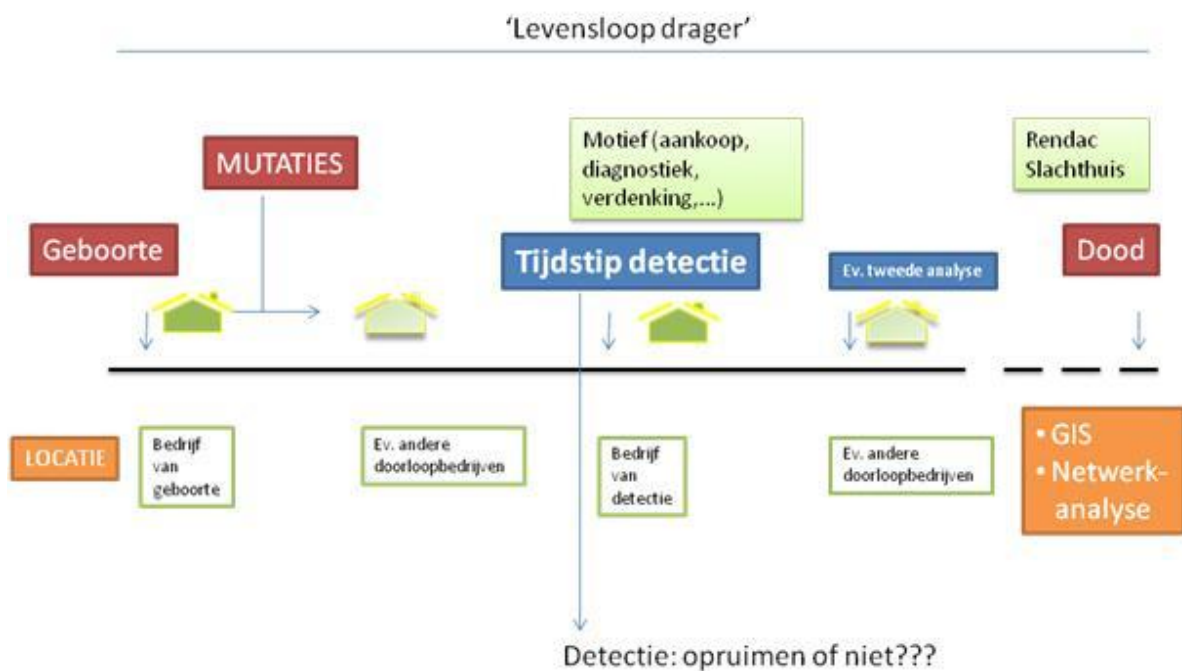 ‘Levensloop drager’
MUTATIES
Motief (aankoop,
diagnostiek,
verdenking,...)
Rendac
Slachthuis
Geboorte
Tijdstip detectie
Ev. tweede analyse
Dood
LOCATIE
Bedrijf
van
geboorte
Ev. andere
doorloopbedrijven
Bedrijf
van
detectie
Ev. andere
doorloopbedrijven
• GIS
• Netwerk-
analyse
Detectie: opruimen of niet???